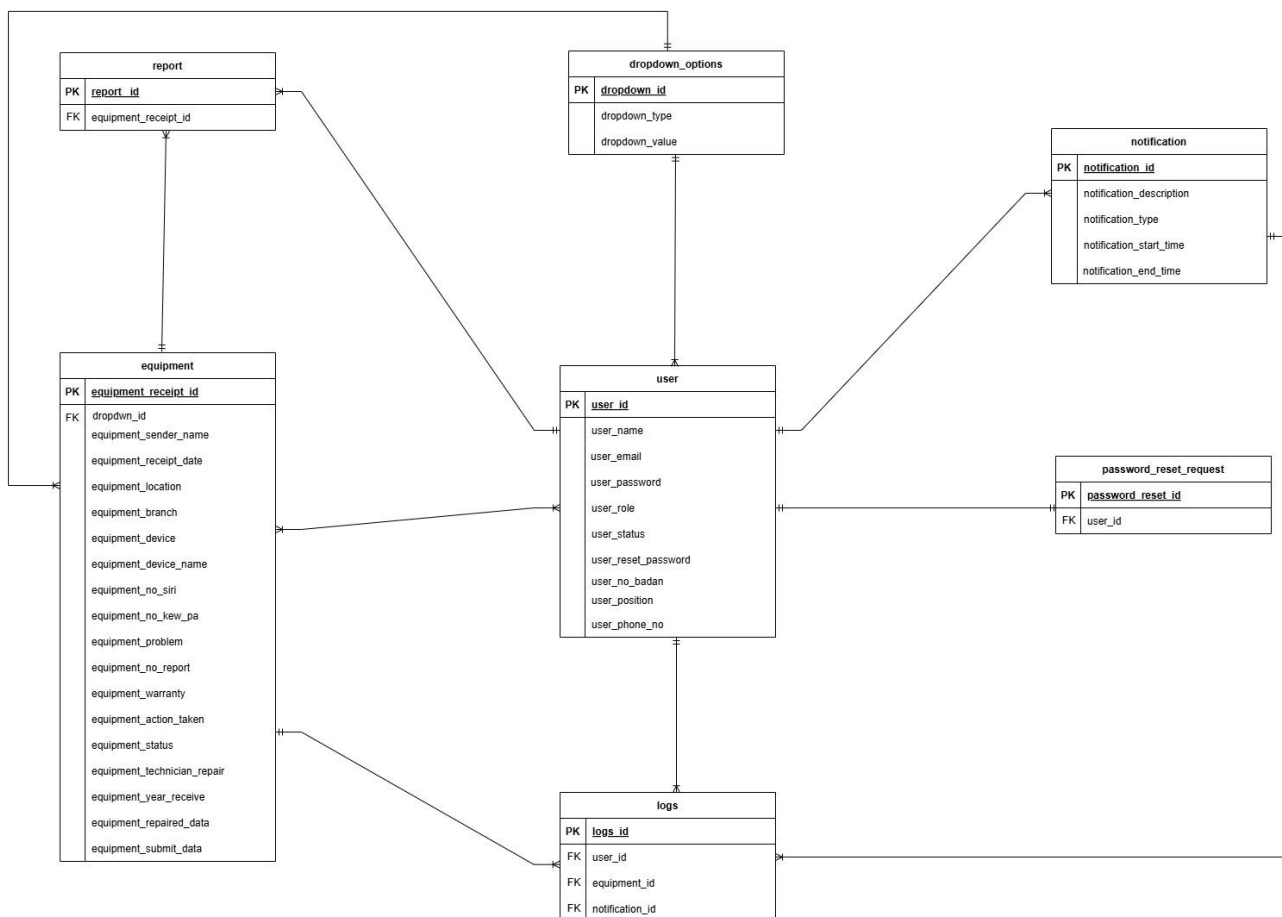 report
PK report_id
FK equipment_receipt_id
dropdown_options
PK dropdown_id
dropdown_type
dropdown_value
notification
PK notification_id
notification_description
notification_type
notification_start_time
notification_end_time
equipment
PK equipment_receipt_id
FK dropdwn_id
equipment_sender_name
equipment_receipt_date
equipment_location
equipment_branch
equipment_device
equipment_device_name
equipment_no_siri
equipment_no_kew_pa
equipment_problem
equipment_no_report
equipment_warranty
equipment_action_taken
equipment_status
equipment_technician_repair
equipment_year_receive
equipment_repaired_data
equipment_submit_data
user
PK user_id
user_name
user_email
user_password
user_role
user_status
user_reset_password
user_no_badan
user_position
user_phone_no
password_reset_request
PK password_reset_id
FK user_id
logs
PK logs_id
FK user_id
FK equipment_id
FK notification_id